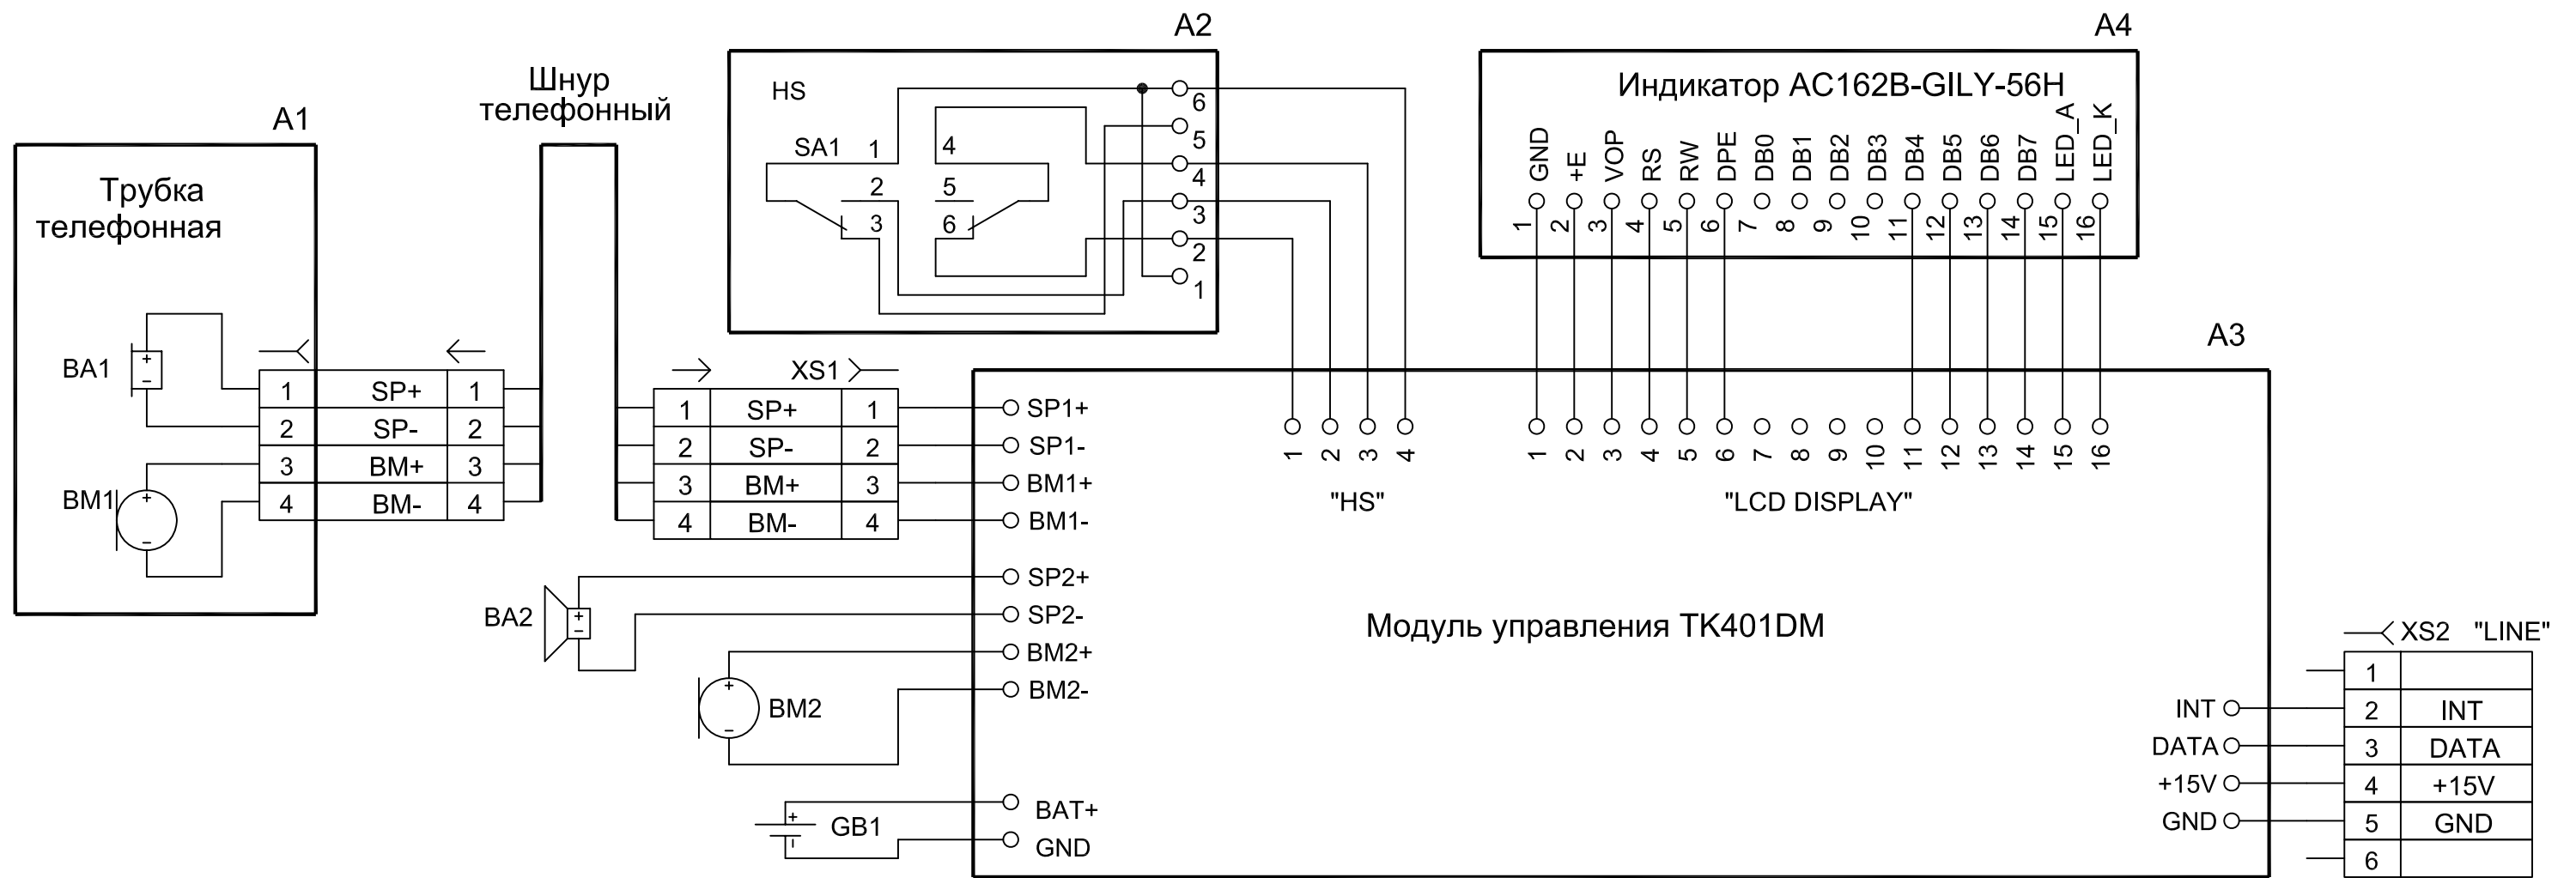 A1
Трубка
телефонная
BA1
+
−
BM1
+
−
1 SP+ 1
2 SP- 2
3 BM+ 3
4 BM- 4
Шнур
телефонный
XS1
1 SP+ 1
2 SP- 2
3 BM+ 3
4 BM- 4
A2
HS
SA1
1 4
2 5
3 6
6
5
4
3
2
1
A4
Индикатор AC162B-GILY-56H
GND
+E
VOP
RS
RW
DPE
DB0
DB1
DB2
DB3
DB4
DB5
DB6
DB7
LED_A
LED_K
1 2 3 4 5 6 7 8 9 10 11 12 13 14 15 16
A3
SP1+
SP1-
BM1+
BM1-
SP2+
SP2-
BM2+
BM2-
BAT+
GND
1 2 3 4
"HS"
1 2 3 4 5 6 7 8 9 10 11 12 13 14 15 16
"LCD DISPLAY"
Модуль управления TK401DM
BA2
+
−
BM2
+
−
GB1
+
−
INT
DATA
+15V
GND
XS2 "LINE"
1
2 INT
3 DATA
4 +15V
5 GND
6